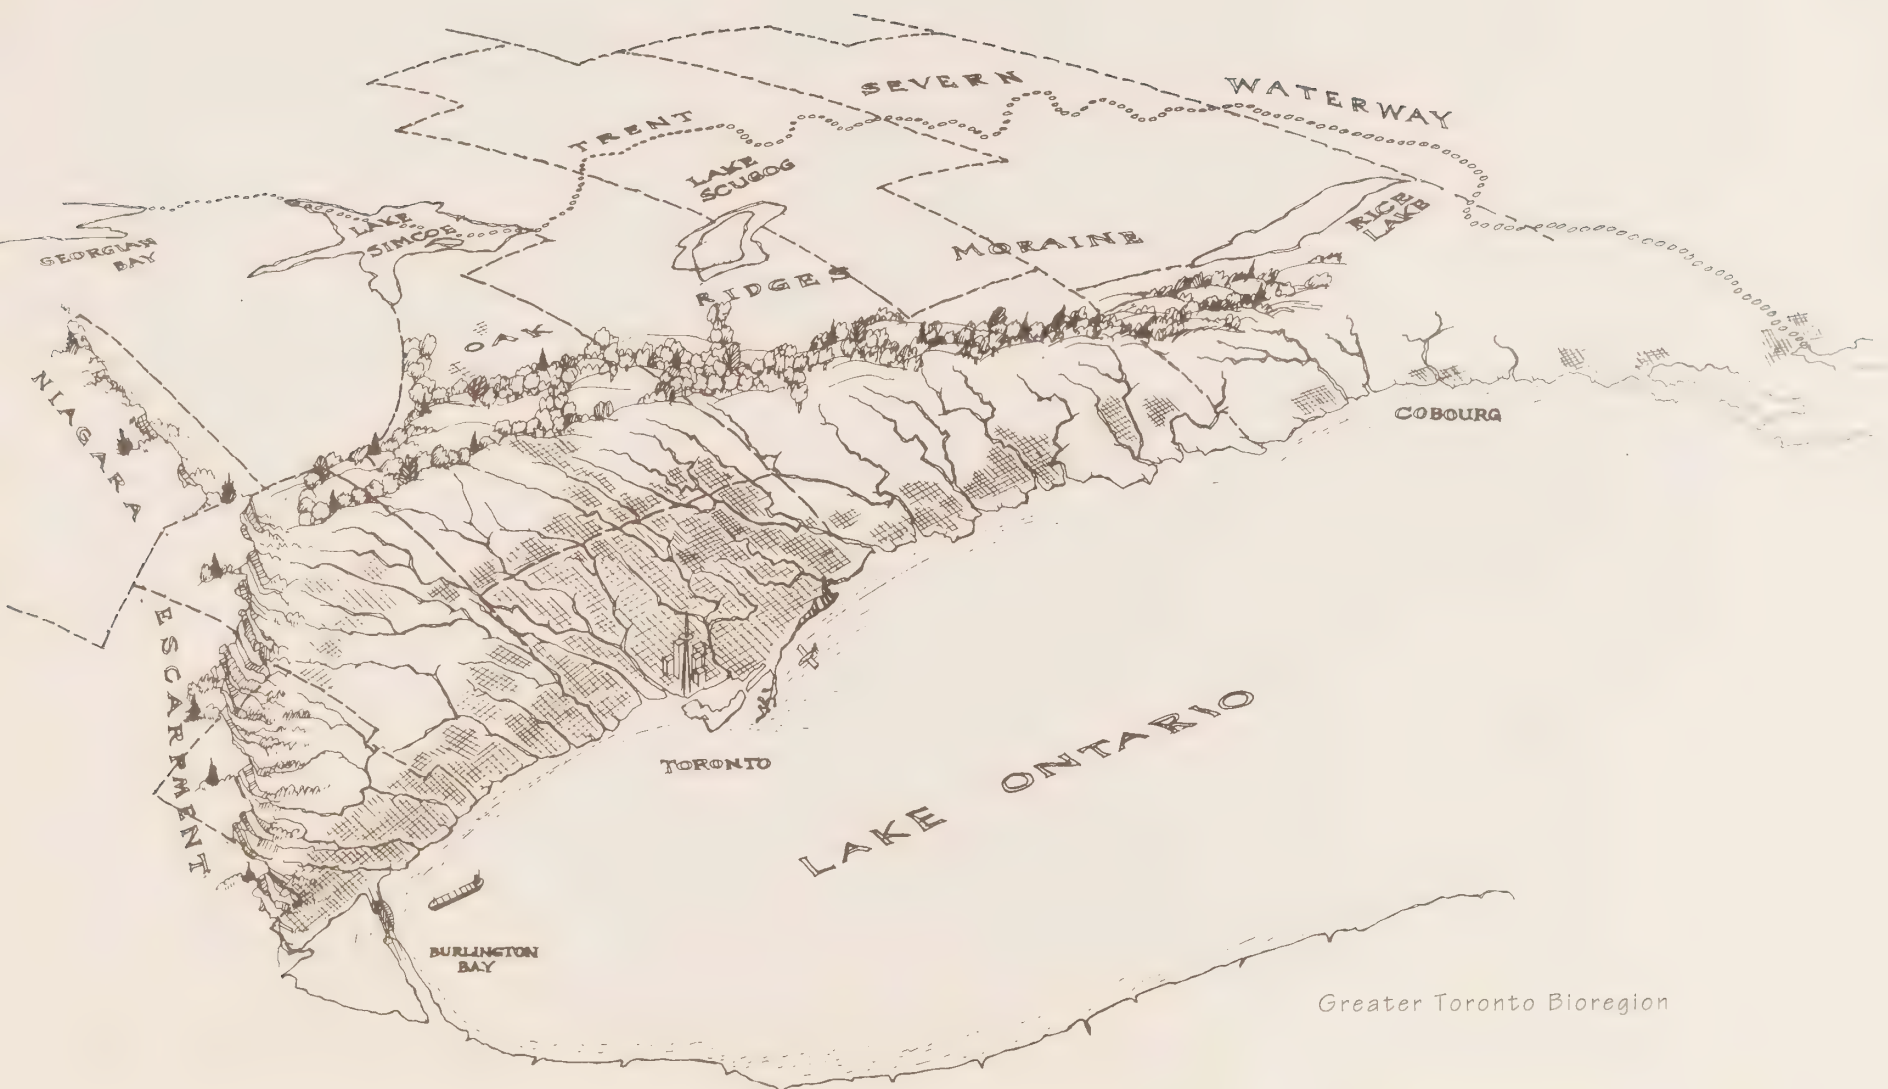 TRENT SEVERN WATERWAY
LAKE
SCUGOG
LAKE
SIMCOE
GEORGIAN
BAY
RICE
LAKE
OAK RIDGES MORAINE
NIAGARA ESCARPMENT
COBOURG
TORONTO
LAKE ONTARIO
BURLINGTON
BAY
Greater Toronto Bioregion